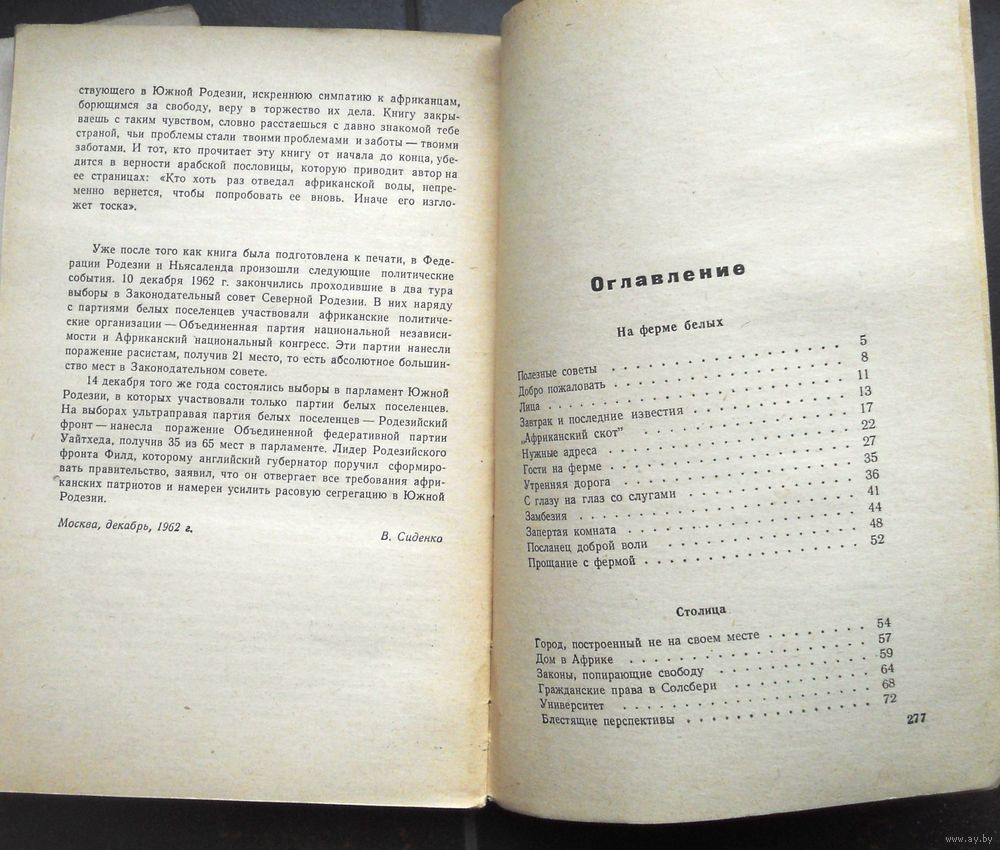 ствующего в Южной Родезии, искреннюю симпатию к африканцам,
борющимся за свободу, веру в торжество их дела. Книгу закры-
ваешь с таким чувством, словно расстаешься с давно знакомой тебе
страной, чьи проблемы стали твоими проблемами и заботы — твоими
заботами. И тот, кто прочитает эту книгу от начала до конца, убе-
дится в верности арабской пословицы, которую приводит автор на
ее страницах: «Кто хоть раз отведал африканской воды, непре-
менно вернется, чтобы попробовать ее вновь. Иначе его изгло-
жет тоска».
Уже после того как книга была подготовлена к печати, в Феде-
рации Родезии и Ньясаленда произошли следующие политические
события. 10 декабря 1962 г. закончились проходившие в два тура
выборы в Законодательный совет Северной Родезии. В них наряду
с партиями белых поселенцев участвовали африканские политиче-
ские организации — Объединенная партия национальной независи-
мости и Африканский национальный конгресс. Эти партии нанесли
поражение расистам, получив 21 место, то есть абсолютное большин-
ство мест в Законодательном совете.
14 декабря того же года состоялись выборы в парламент Южной
Родезии, в которых участвовали только партии белых поселенцев.
На выборах ультраправая партия белых поселенцев — Родезийский
фронт — нанесла поражение Объединенной федеративной партии
Уайтхеда, получив 35 из 65 мест в парламенте. Лидер Родезийского
фронта Филд, которому английский губернатор поручил сформиро-
вать правительство, заявил, что он отвергает все требования афри-
канских патриотов и намерен усилить расовую сегрегацию в Южной
Родезии.
Москва, декабрь, 1962 г.
В. Сиденко
Оглавление
На ферме белых
Полезные советы . . . . . . . . . . . . 5
Добро пожаловать . . . . . . . . . . . . 8
Лица . . . . . . . . . . . . . . . 11
Завтрак и последние известия . . . . . . . . 13
„Африканский скот" . . . . . . . . . . . 17
Нужные адреса . . . . . . . . . . . . 22
Гости на ферме . . . . . . . . . . . . 27
Утренняя дорога . . . . . . . . . . . . 35
С глазу на глаз со слугами . . . . . . . . . 36
Замбезия . . . . . . . . . . . . . . 41
Запертая комната . . . . . . . . . . . . 44
Посланец доброй воли . . . . . . . . . . 48
Прощание с фермой . . . . . . . . . . . 52
Столица
Город, построенный не на своем месте . . . . . . 54
Дом в Африке . . . . . . . . . . . . 57
Законы, попирающие свободу . . . . . . . . 59
Гражданские права в Солсбери . . . . . . . . 64
Университет . . . . . . . . . . . . . 68
Блестящие перспективы . . . . . . . . . . 72
277
www.ay.by